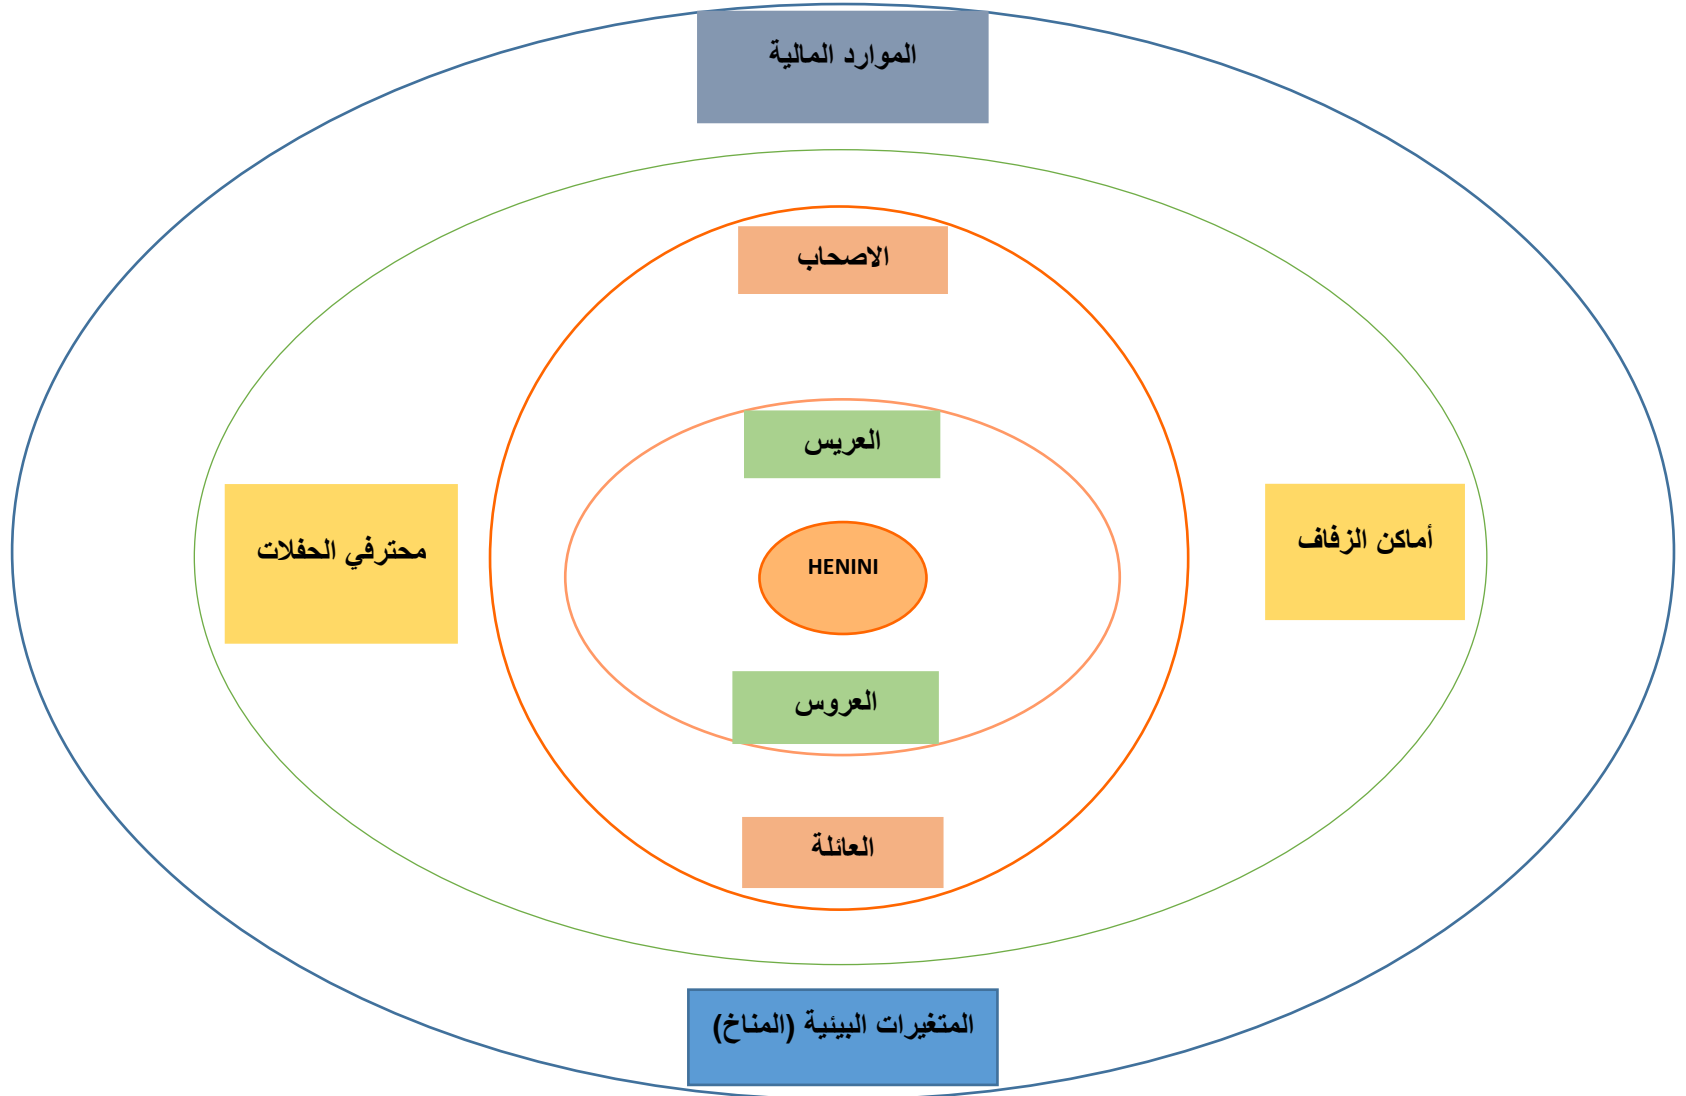 الموارد المالية
الاصحاب
العريس
أماكن الزفاف
محترفي الحفلات
HENINI
العروس
العائلة
المتغيرات البيئية (المناخ)